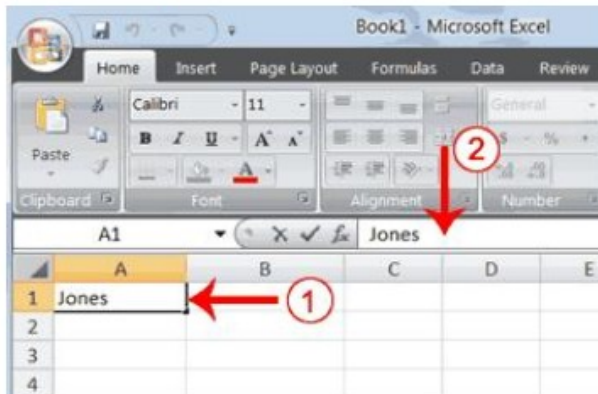 Book1 - Microsoft Excel
Home Insert Page Layout Formulas Data Review
Calibri 11 General
B I U A A $ %
Paste A
2
Clipboard Font Alignment Number
A1 fx Jones
A B C D E
1 Jones
1
2
3
4